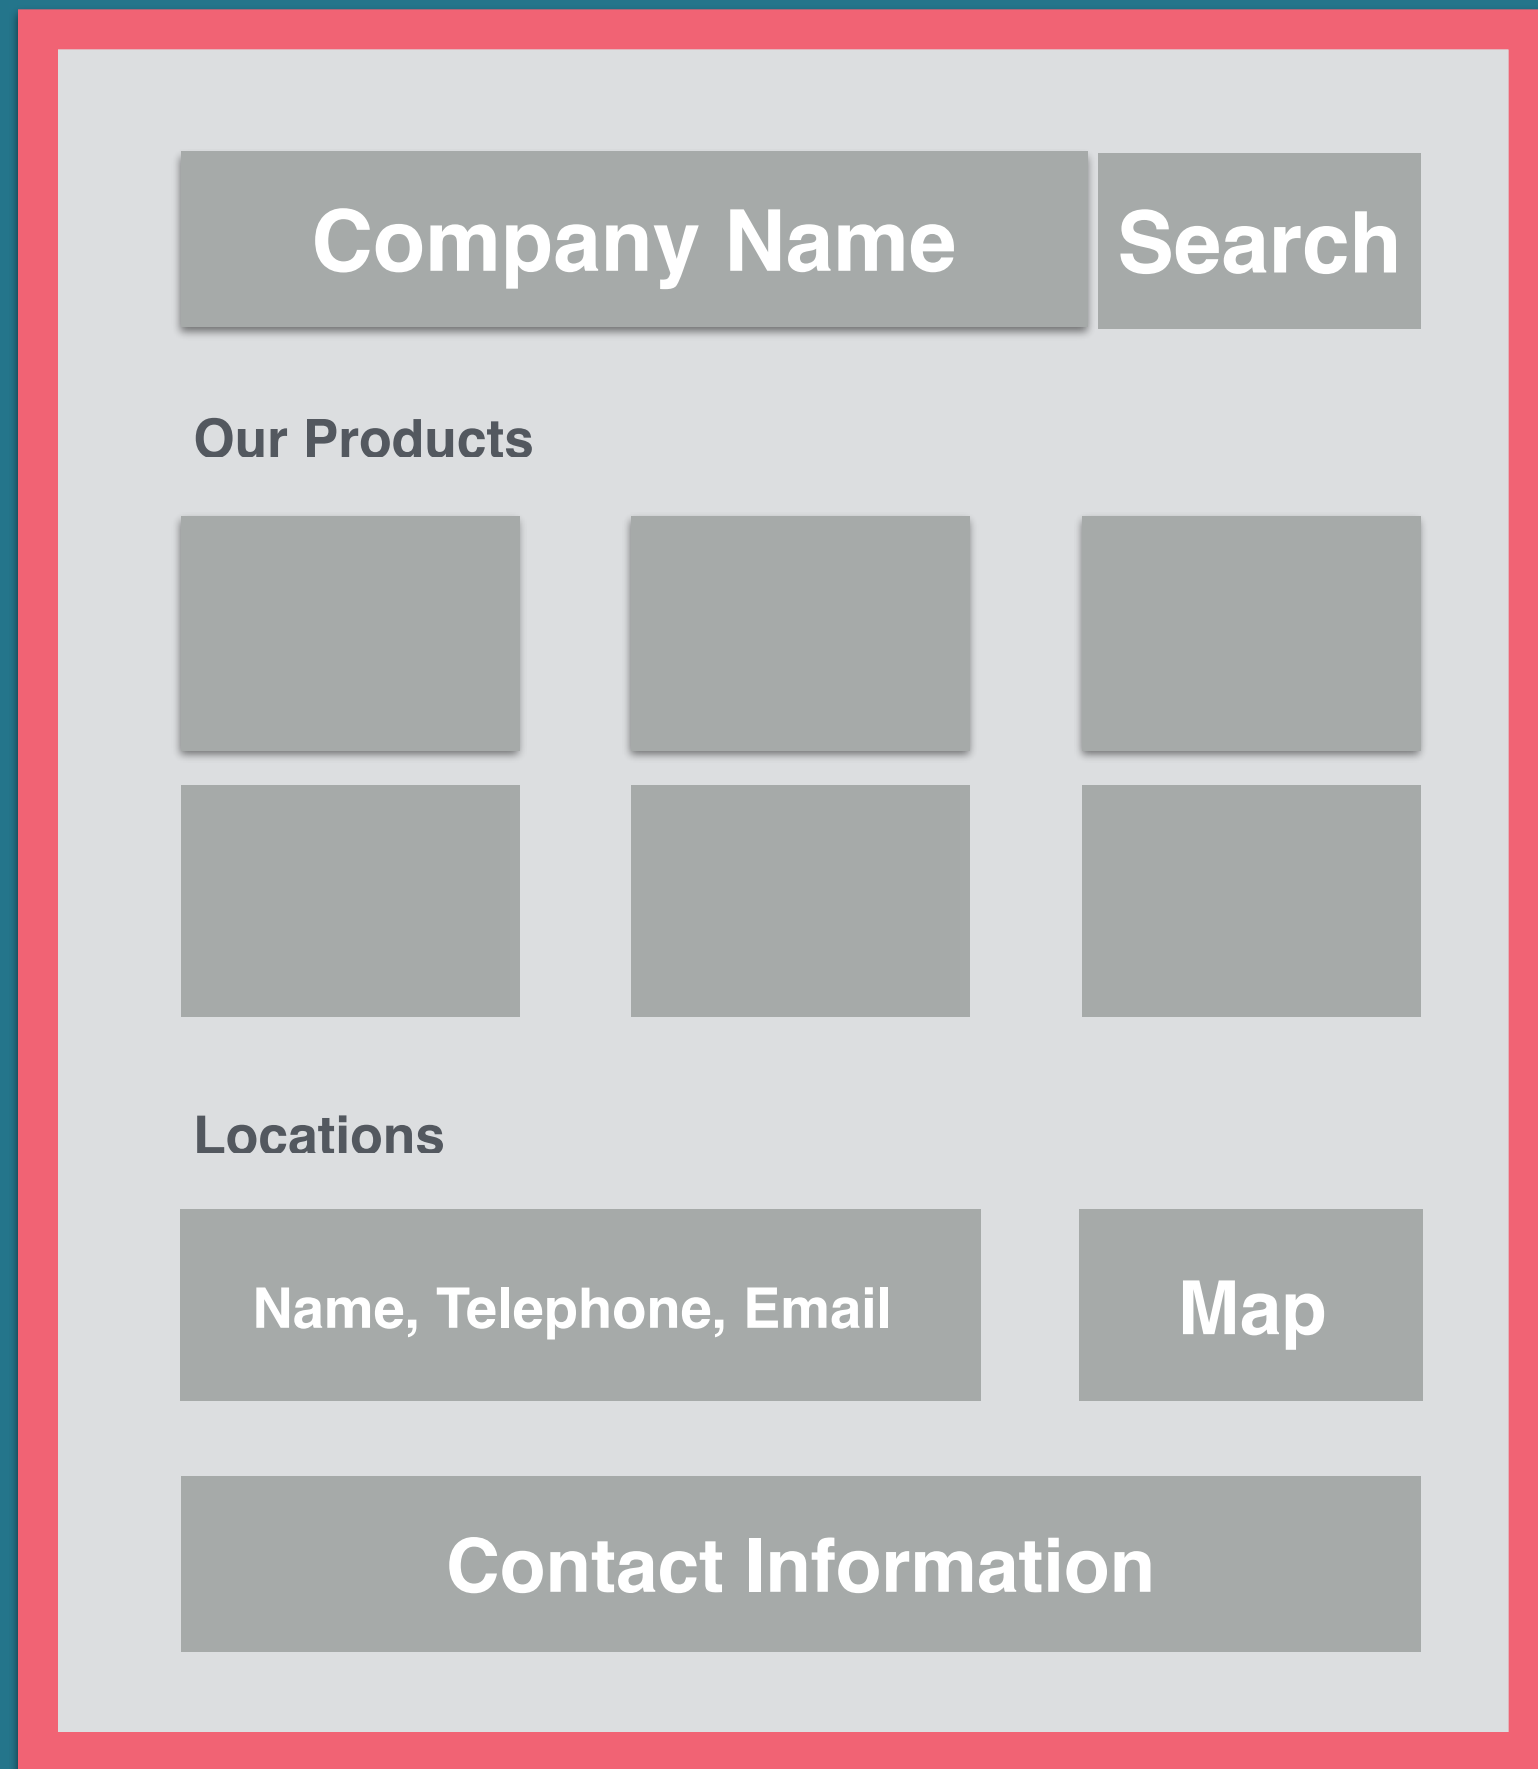 Company Name
Search
Our Products
Locations
Name, Telephone, Email
Map
Contact Information